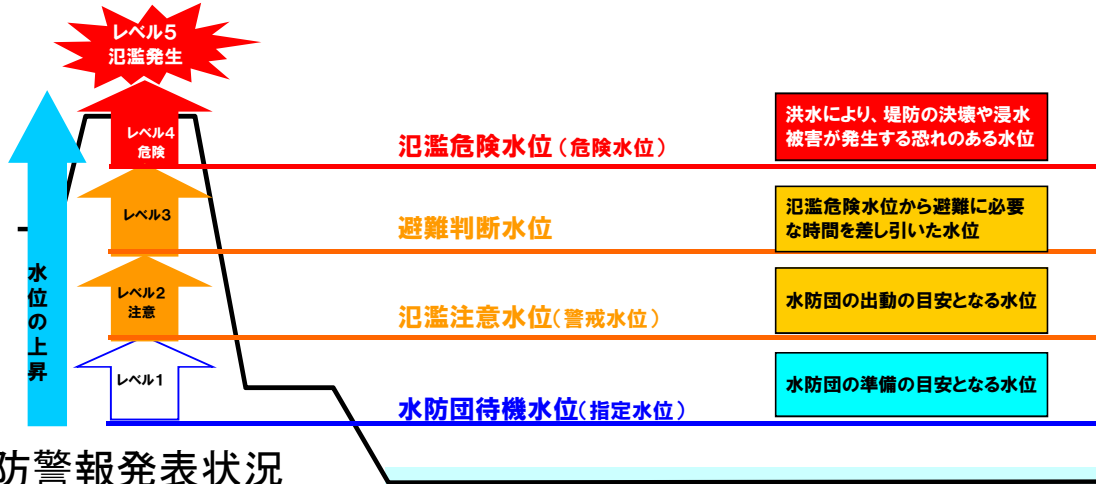 レベル5
氾濫発生
レベル4
危険
氾濫危険水位（危険水位）
洪水により、堤防の決壊や浸水
被害が発生する恐れのある水位
レベル3
避難判断水位
氾濫危険水位から避難に必要
な時間を差し引いた水位
水位の上昇
レベル2
注意
氾濫注意水位（警戒水位）
水防団の出動の目安となる水位
レベル1
水防団待機水位（指定水位）
水防団の準備の目安となる水位
防警報発表状況